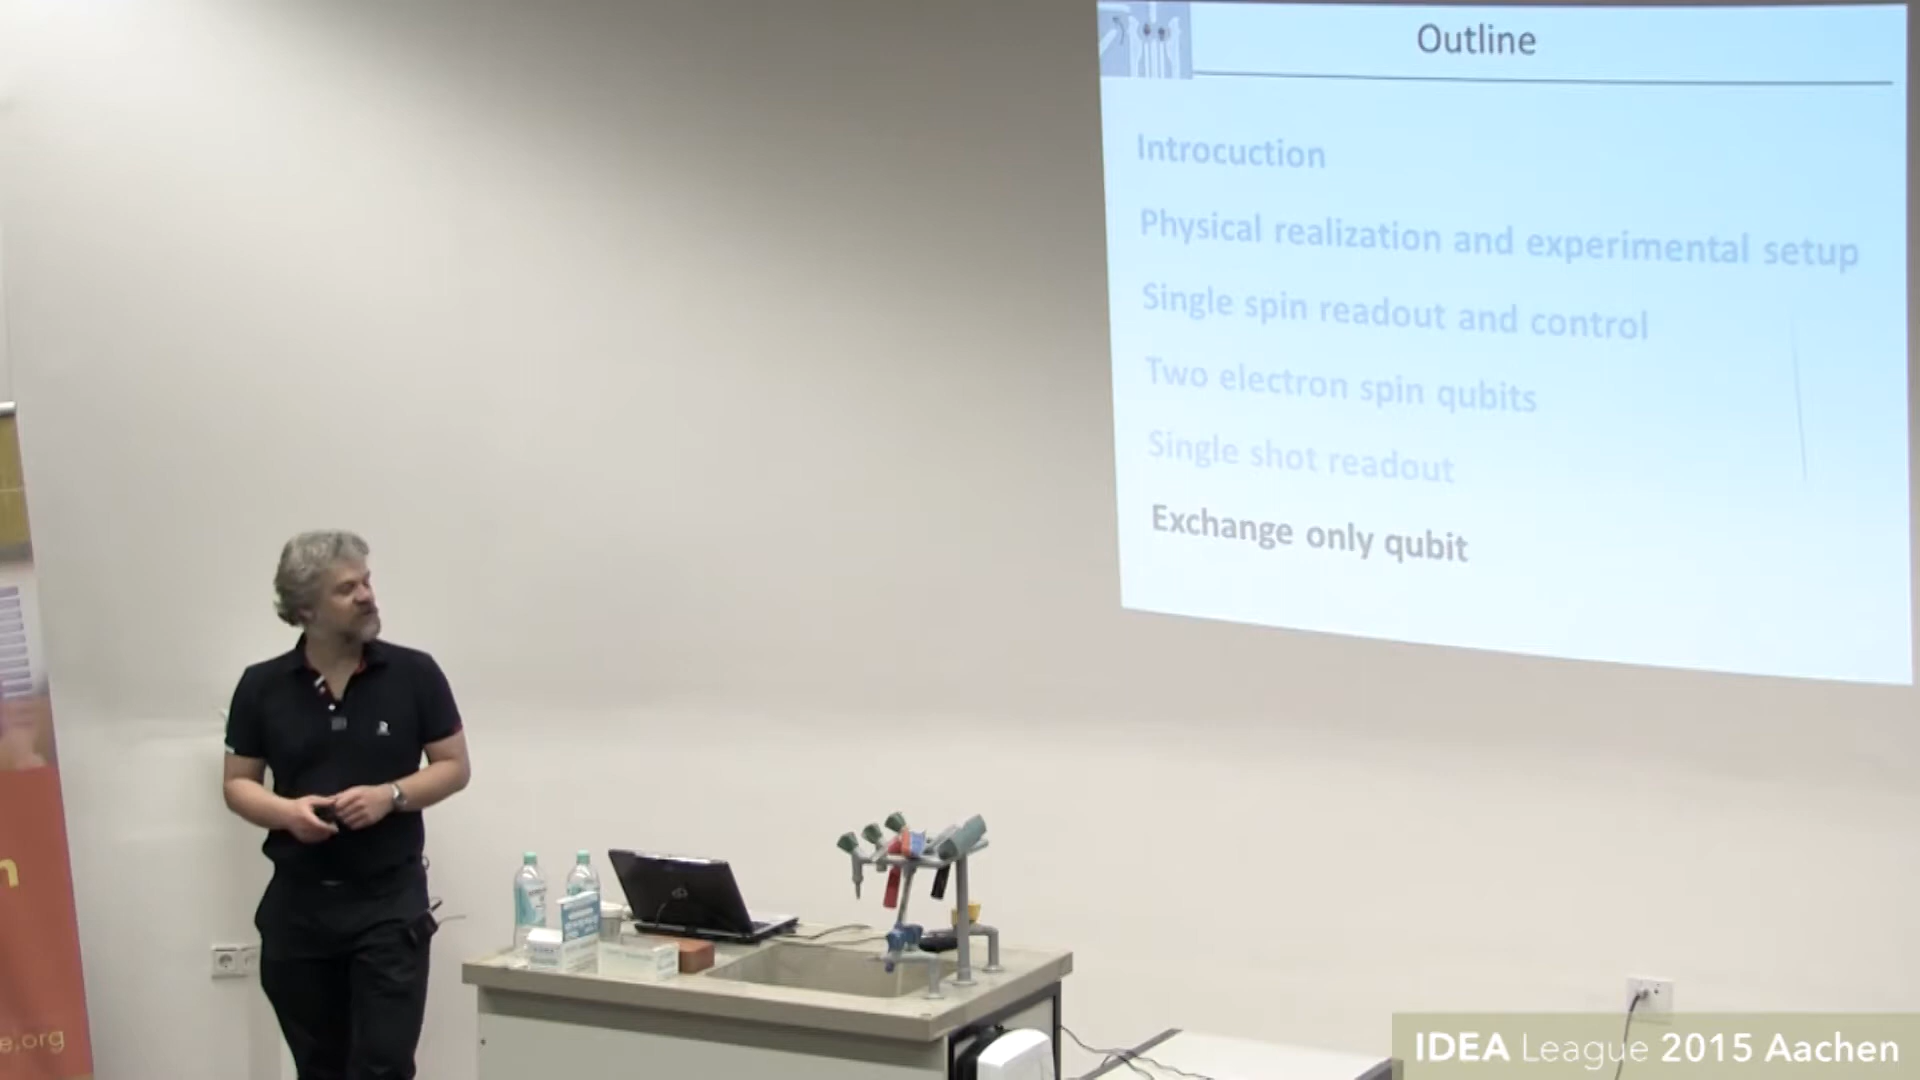 Outline
Introcuction
Physical realization and experimental setup
Single spin readout and control
Two electron spin qubits
Single shot readout
Exchange only qubit
n
e.org
IDEA League 2015 Aachen